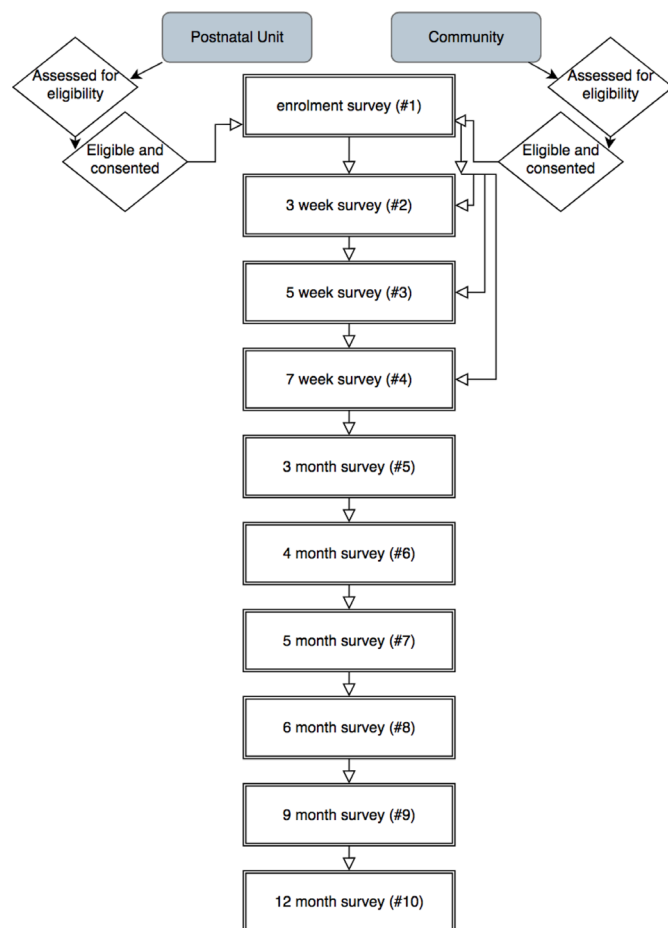 Postnatal Unit
Community
Assessed for
eligibility
Assessed for
eligibility
enrolment survey (#1)
Eligible and
consented
Eligible and
consented
3 week survey (#2)
5 week survey (#3)
7 week survey (#4)
3 month survey (#5)
4 month survey (#6)
5 month survey (#7)
6 month survey (#8)
9 month survey (#9)
12 month survey (#10)